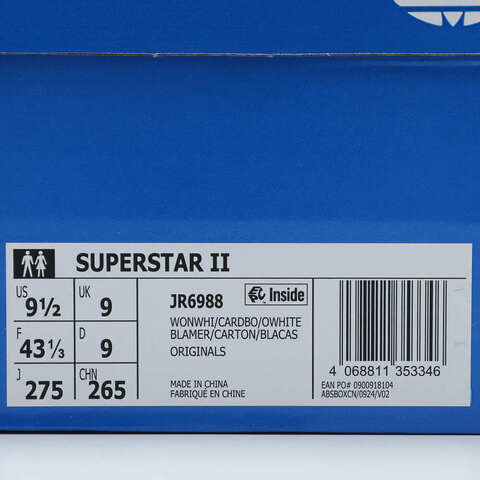 SUPERSTAR II
US 9½ UK 9
F 43⅓ D 9
J 275 CHN 265
JR6988 Inside
WONWHI/CARDBO/OWHITE
BLAMER/CARTON/BLACAS
ORIGINALS
MADE IN CHINA
FABRIQUÉ EN CHINE
4 068811 353346
EAN PO# 0900918104
ABSBOXCN/0924/V02